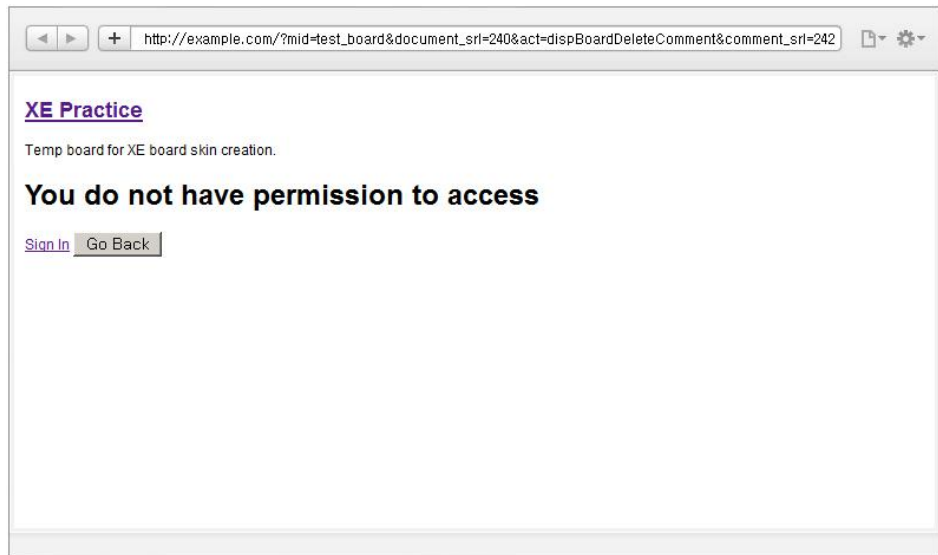 http://example.com/?mid=test_board&document_srl=240&act=dispBoardDeleteComment&comment_srl=242
XE Practice
Temp board for XE board skin creation.
You do not have permission to access
Sign In Go Back